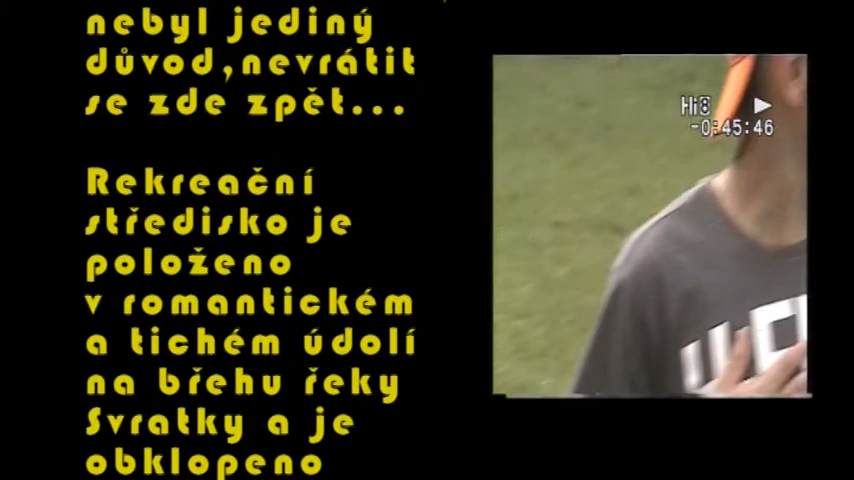 nebyl jediný
důvod,nevrátit
se zde zpět...
Rekreační
středisko je
položeno
v romantickém
a tichém údolí
na břehu řeky
Svratky a je
obklopeno
Hi8
-0:45:46